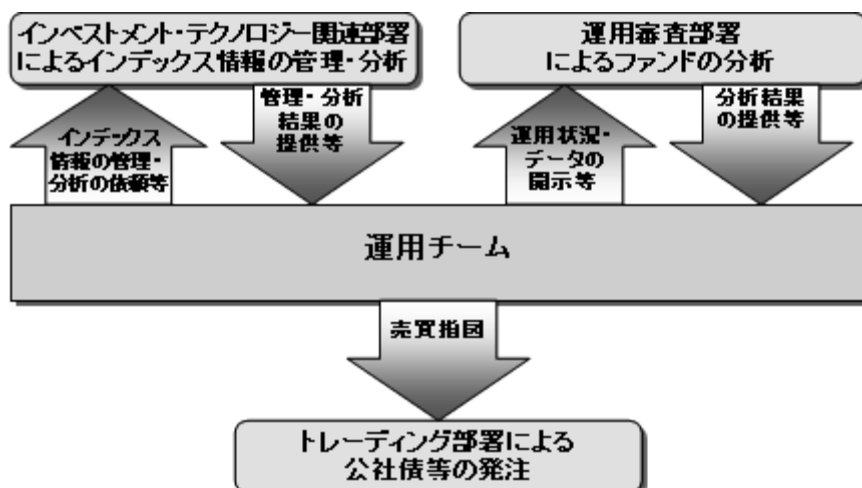 インベストメント・テクノロジー関連部署
によるインデックス情報の管理・分析
運用審査部署
によるファンドの分析
インデックス
情報の管理・
分析の依頼等
管理・分析
結果の
提供等
運用状況・
データの
開示等
分析結果
の提供等
運用チーム
売買指図
トレーディング部署による
公社債等の発注